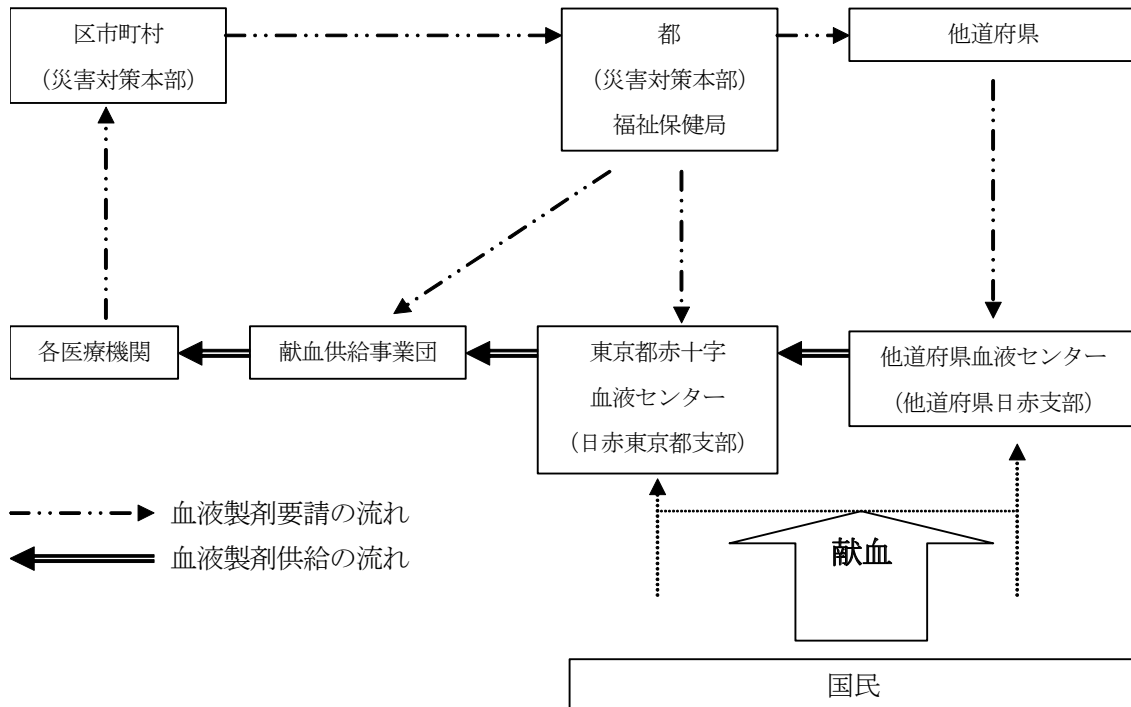 区市町村
（災害対策本部）
都
（災害対策本部）
福祉保健局
他道府県
各医療機関
献血供給事業団
東京都赤十字
血液センター
（日赤東京都支部）
他道府県血液センター
（他道府県日赤支部）
血液製剤要請の流れ
血液製剤供給の流れ
献血
国民